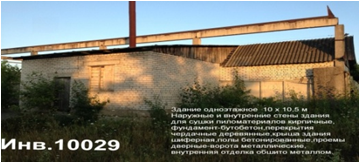 Здание одноэтажное 10 х 10,5 м
Наружные и внутренние стены здания
для сушки пиломатериалов кирпичные,
фундамент-бутобетон,перекрытия
чердачные деревянные,крыша здания
шиферная,полы бетонированные,проемы
дверные-ворота металлические,
внутренняя отделка обшито металлом...
Инв.10029